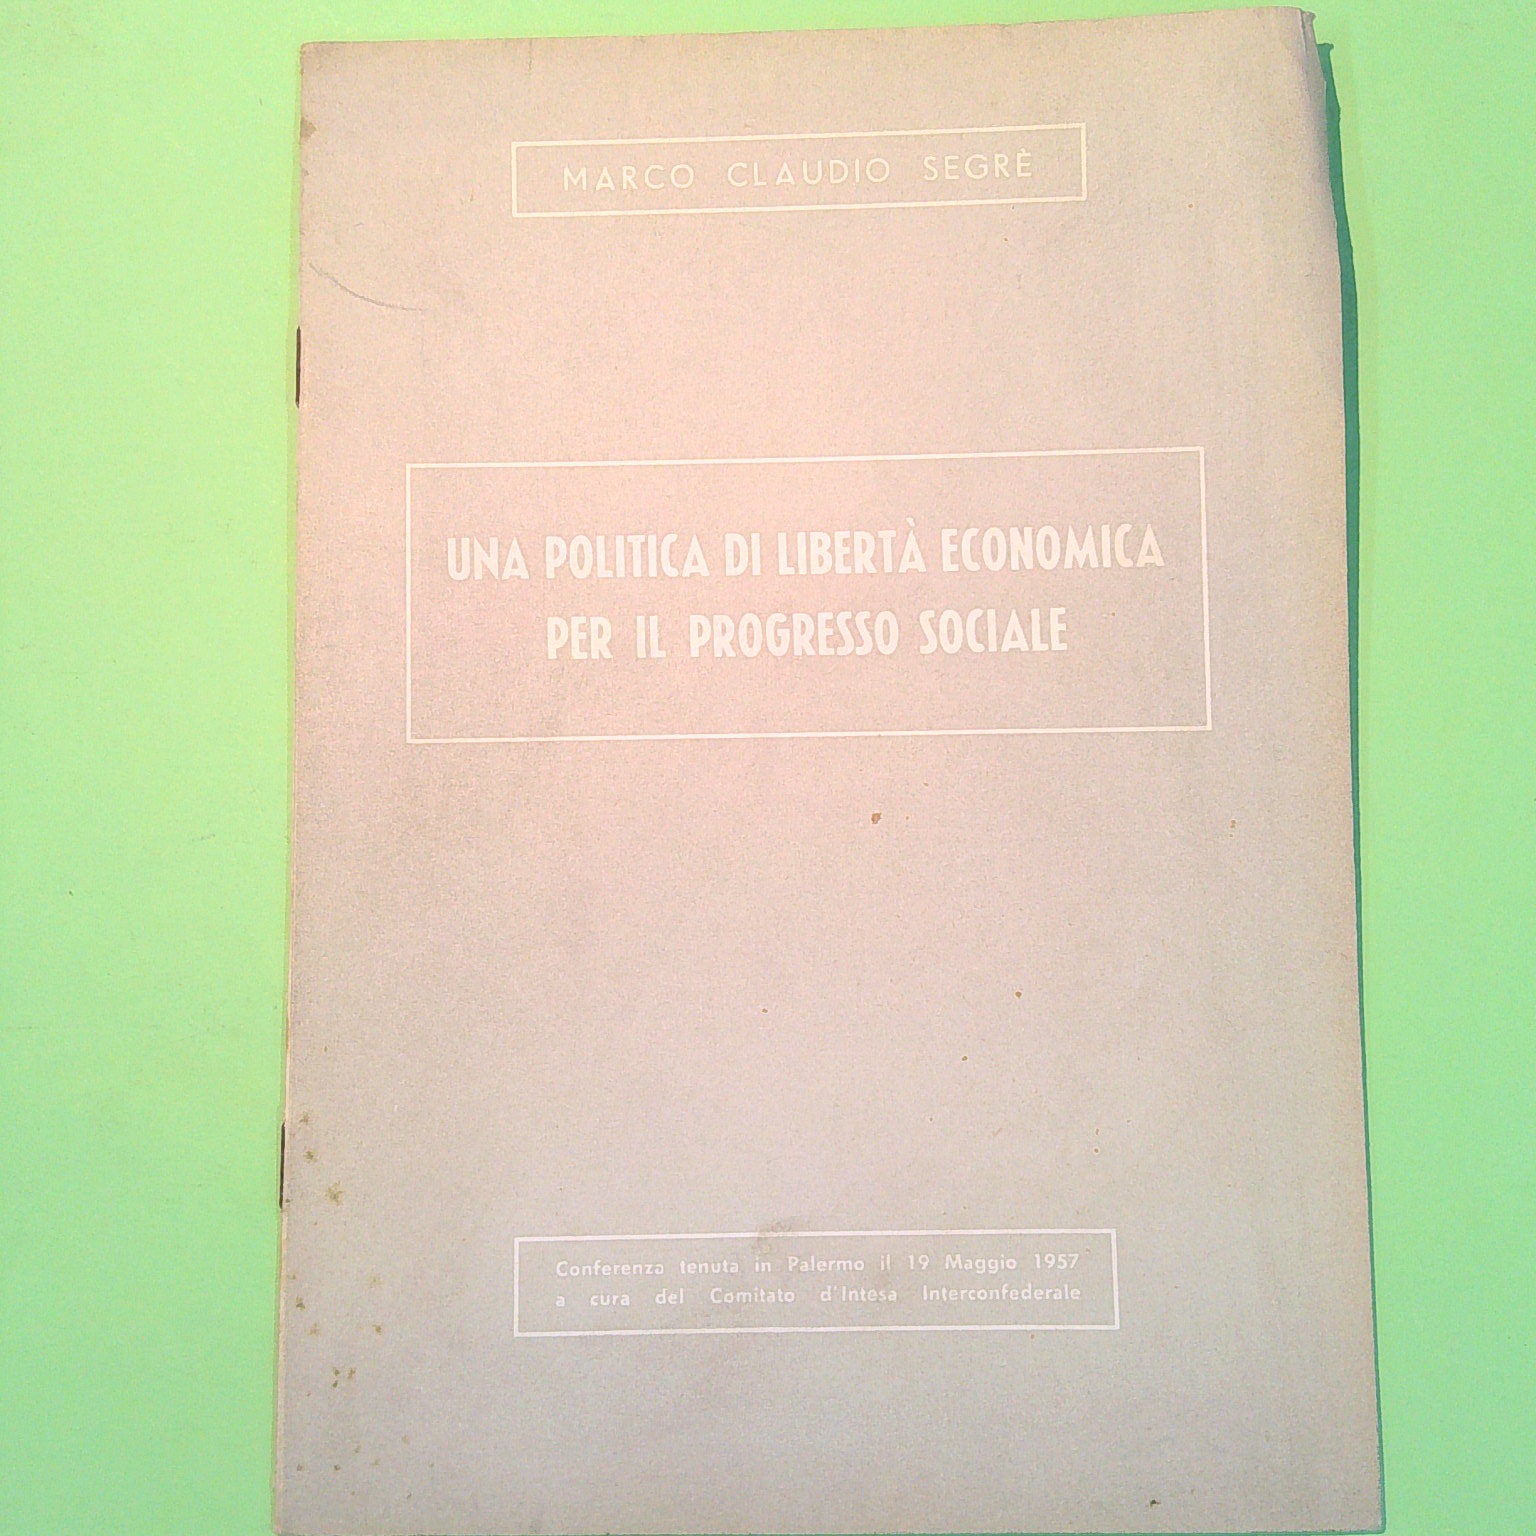 MARCO CLAUDIO SEGRÈ
UNA POLITICA DI LIBERTÀ ECONOMICA
PER IL PROGRESSO SOCIALE
Conferenza tenuta in Palermo il 19 Maggio 1957
a cura del Comitato d'Intesa Interconfederale